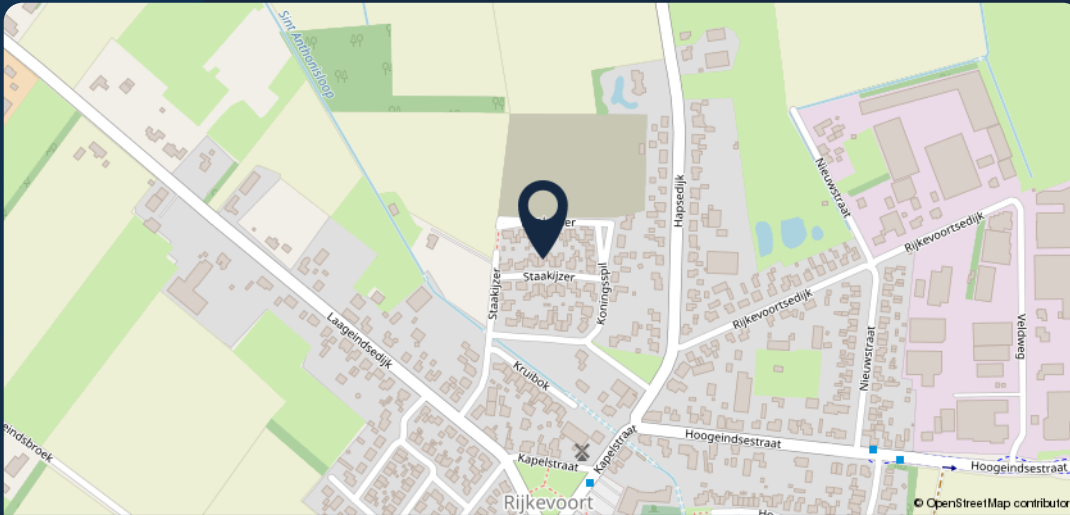 Sint Anthonisloop
Hapsedijk
Nieuwstraat
Rijkevoortsedijk
Staakijzer
Staakijzer
Koningsspil
Rijkevoortsedijk
Laageindsedijk
Nieuwstraat
Veldweg
Kruibok
eindsbroek
Kapelstraat
Kapelstraat
Hoogeindsestraat
Hoogeindsestraat
Rijkevoort
© OpenStreetMap contributor